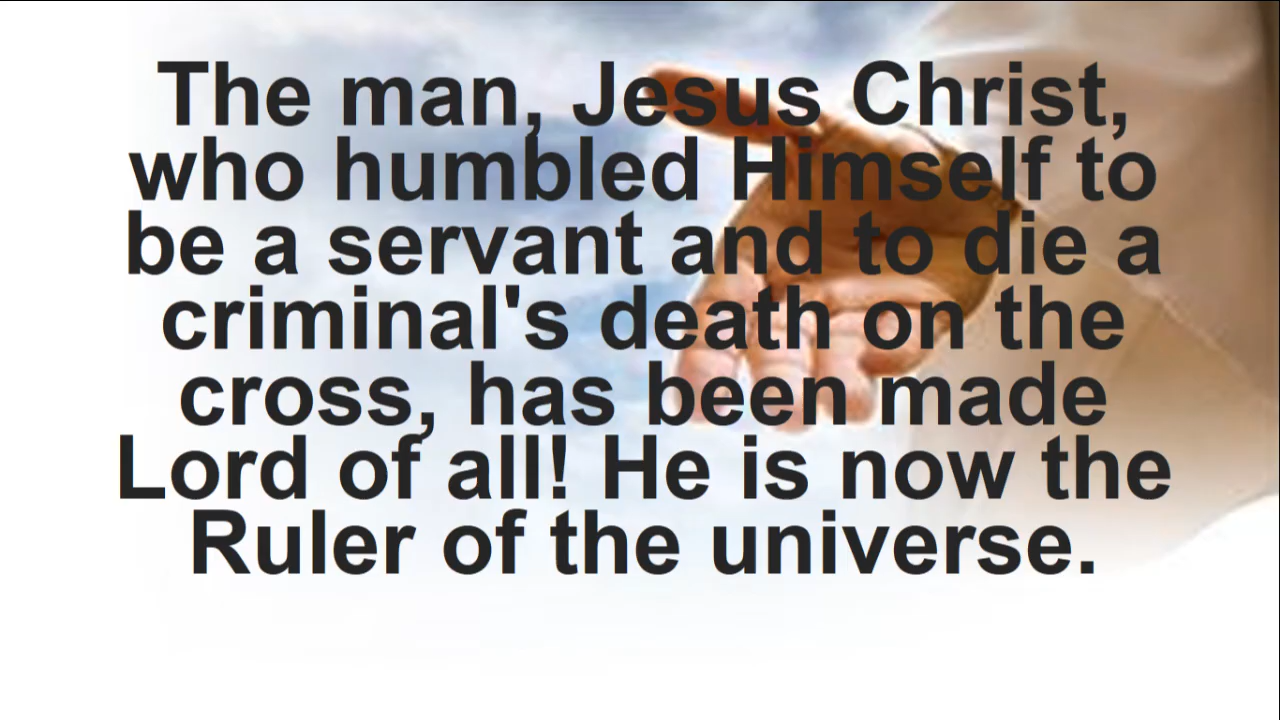 The man, Jesus Christ,
who humbled Himself to
be a servant and to die a
criminal's death on the
cross, has been made
Lord of all! He is now the
Ruler of the universe.